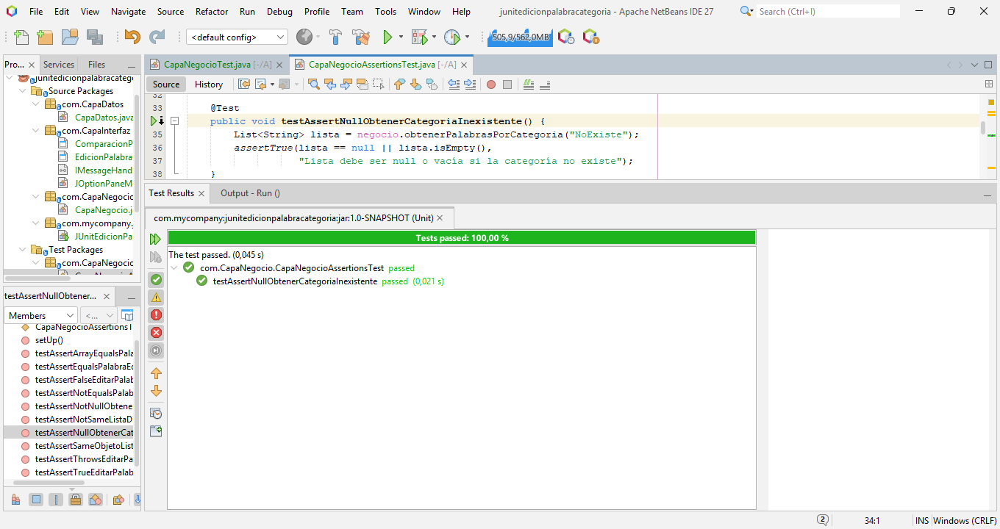 File Edit View Navigate Source Refactor Run Debug Profile Team Tools Window Help junitedicionpalabracategoria - Apache NetBeans IDE 27 Search (Ctrl+I)
<default config> 505,9/562,0MB
Pro... Services Files
CapaNegocioTest.java [-/A] CapaNegocioAssertionsTest.java [-/A]
junitedicionpalabracateg
Source Packages
com.CapaDatos
CapaDatos.java
com.CapaInterfaz
ComparacionP
EdicionPalabra
IMessageHand
JOptionPaneM
com.CapaNegocio
CapaNegocio.j
com.mycompany.
JUnitEdicionPa
Test Packages
com.CapaNegocio
Source History
32
33 @Test
public void testAssertNullObtenerCategoriaInexistente() {
35 List<String> lista = negocio.obtenerPalabrasPorCategoria("NoExiste");
36 assertTrue(lista == null || lista.isEmpty(),
37 "Lista debe ser null o vacía si la categoría no existe");
38 }
Test Results Output - Run ()
com.mycompany:junitedicionpalabracategoria:jar:1.0-SNAPSHOT (Unit)
Tests passed: 100,00 %
The test passed. (0,045 s)
com.CapaNegocio.CapaNegocioAssertionsTest passed
testAssertNullObtenerCategoriaInexistente passed (0,021 s)
testAssertNullObtener...
Members <...
CapaNegocioAssertionsT
setUp()
testAssertArrayEqualsPala
testAssertEqualsPalabraEd
testAssertFalseEditarPalab
testAssertNotEqualsPalab
testAssertNotNullObtene
testAssertNotSameListaD
testAssertNullObtenerCat
testAssertSameObjetoList
testAssertThrowsEditarPa
testAssertTrueEditarPalab
2 34:1 INS Windows (CRLF)